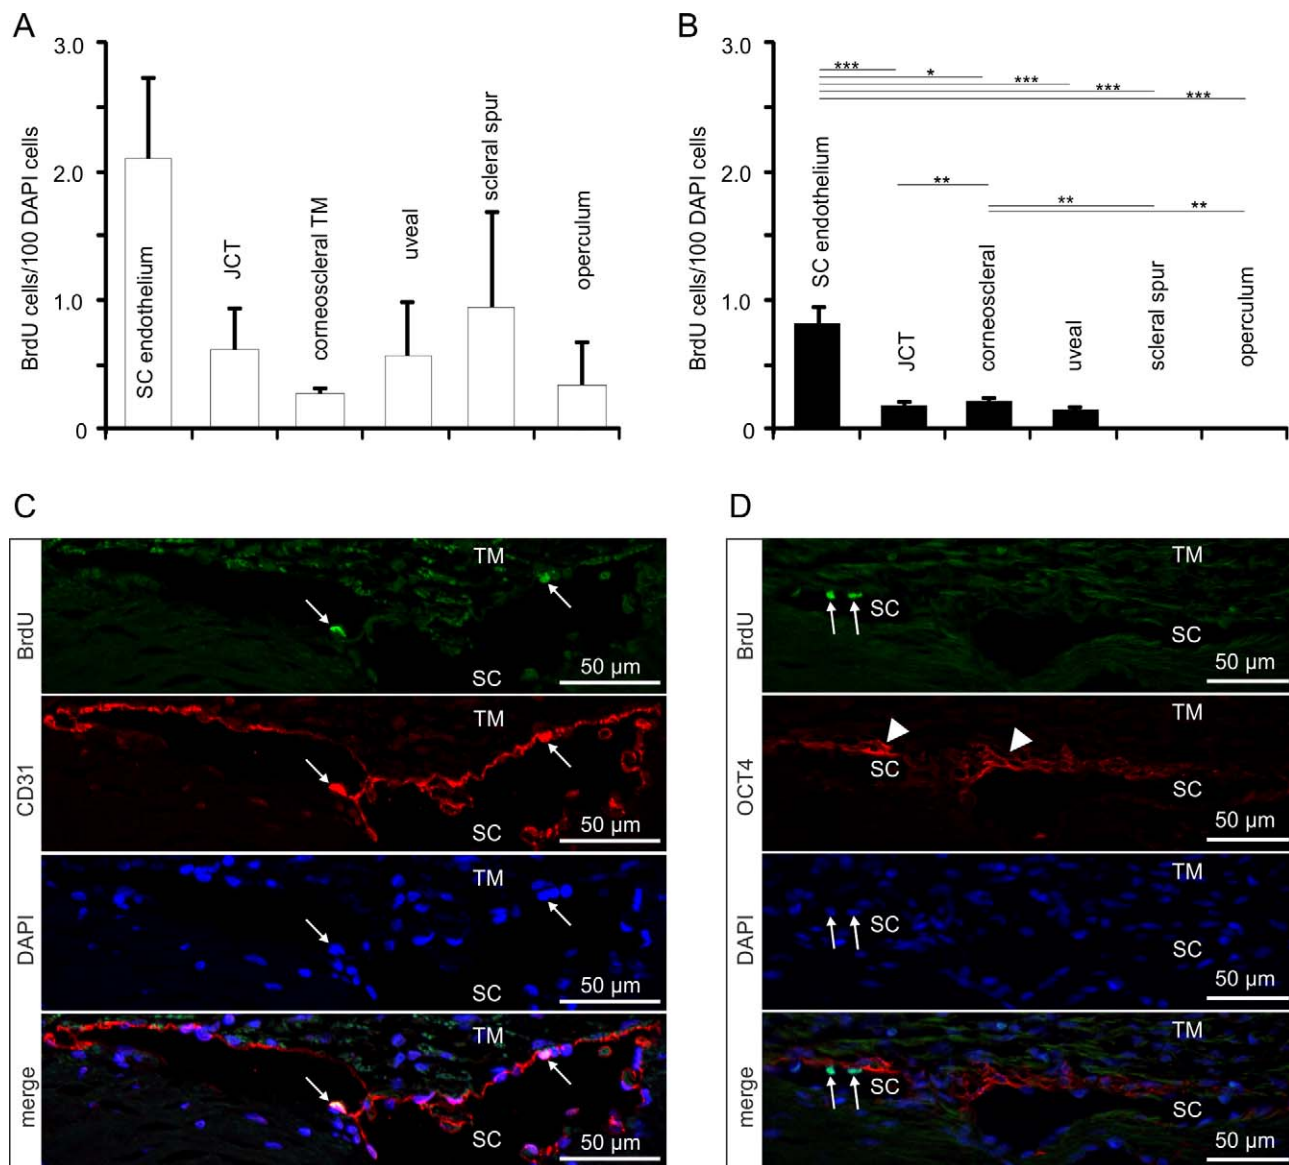 A
3.0
2.0
1.0
0
BrdU cells/100 DAPI cells
SC endothelium
JCT
corneoscleral TM
uveal
scleral spur
operculum
B
3.0
2.0
1.0
0
BrdU cells/100 DAPI cells
***
*
***
***
***
**
**
**
SC endothelium
JCT
corneoscleral
uveal
scleral spur
operculum
C
BrdU
TM
SC
50 µm
CD31
TM
SC
50 µm
DAPI
TM
SC
50 µm
merge
TM
SC
50 µm
D
BrdU
TM
SC
SC
50 µm
OCT4
TM
SC
SC
50 µm
DAPI
TM
SC
SC
50 µm
merge
TM
SC
SC
50 µm